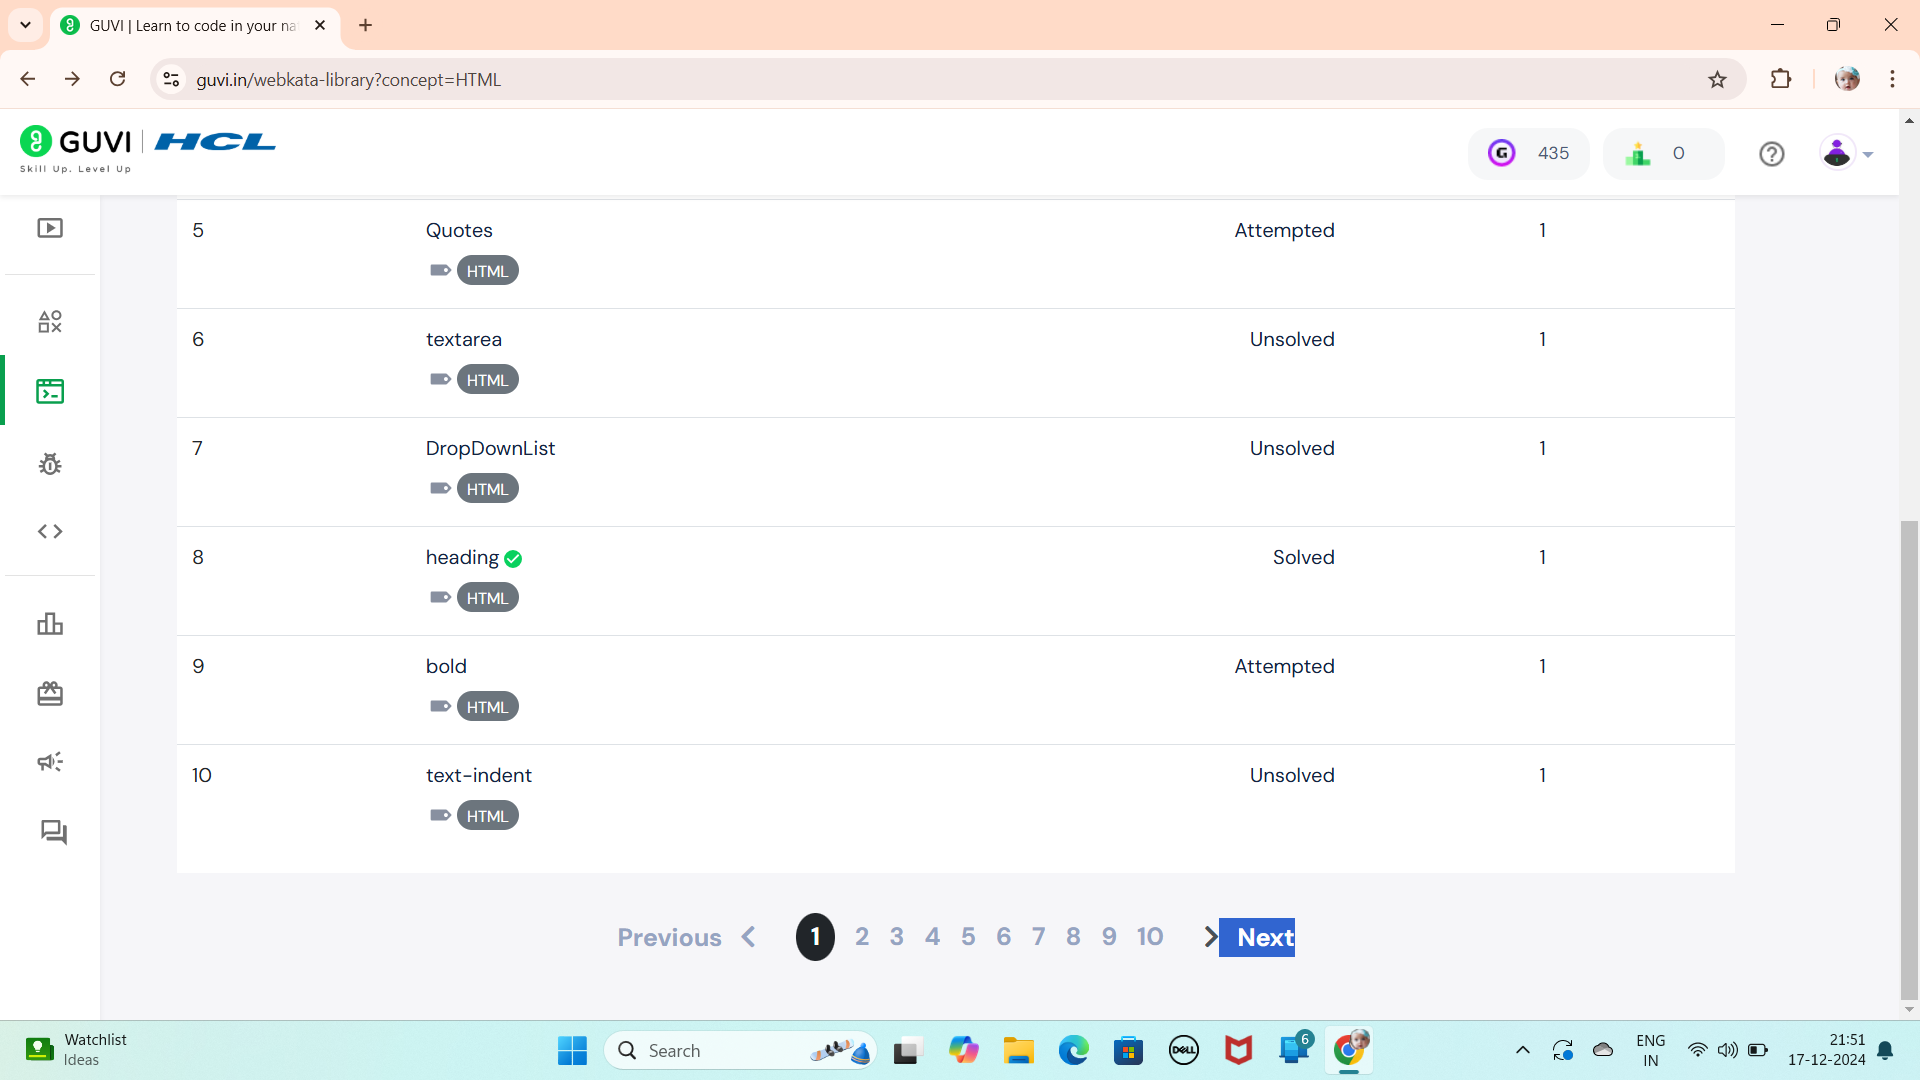 GUVI | Learn to code in your na
guvi.in/webkata-library?concept=HTML
GUVI | HCL
Skill Up. Level Up
G 435
0
5 Quotes Attempted 1
HTML
6 textarea Unsolved 1
HTML
7 DropDownList Unsolved 1
HTML
8 heading Solved 1
HTML
9 bold Attempted 1
HTML
10 text-indent Unsolved 1
HTML
Previous 1 2 3 4 5 6 7 8 9 10 Next
Watchlist
Ideas
Search
DELL
6
ENG
IN
21:51
17-12-2024